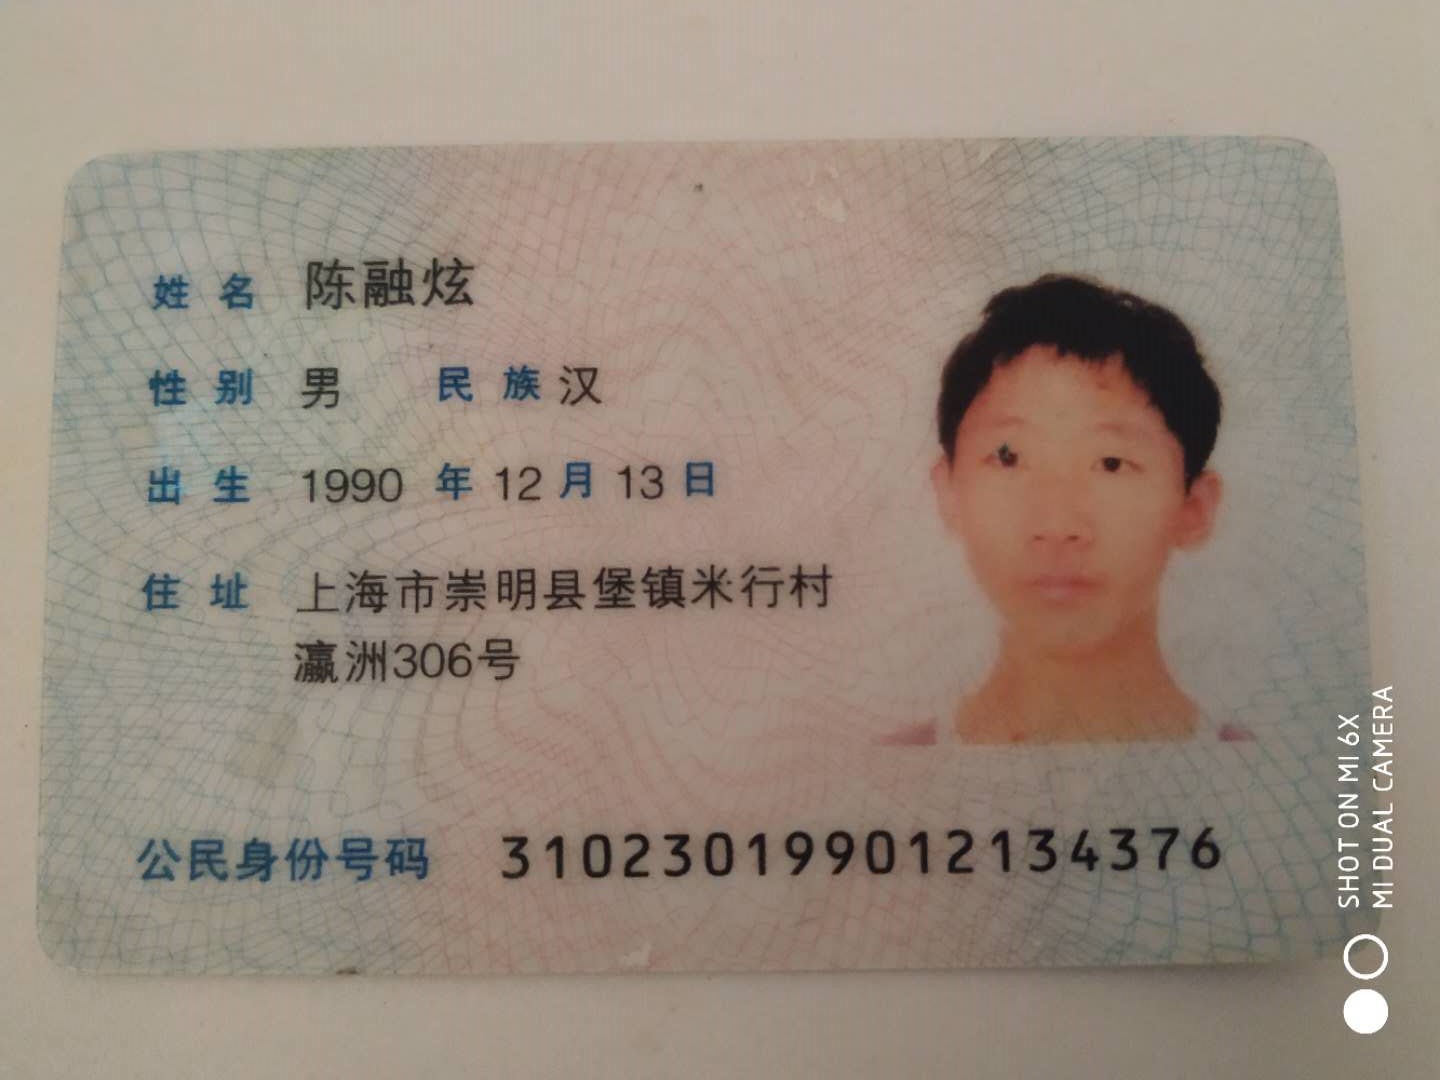 姓名 陈融炫
性别 男 民族 汉
出生 1990 年 12 月 13 日
住址 上海市崇明县堡镇米行村
瀛洲306号
公民身份号码 310230199012134376
SHOT ON MI 6X
MI DUAL CAMERA